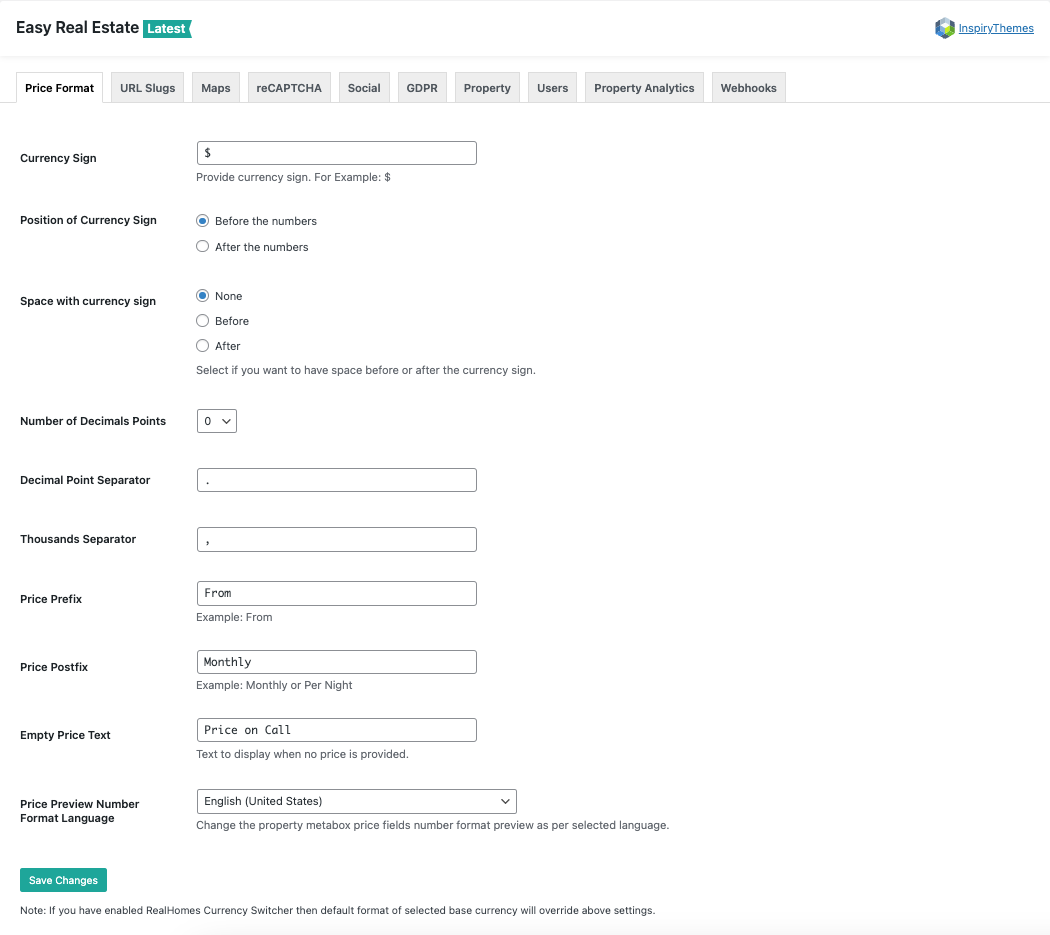 Easy Real Estate Latest
InspiryThemes
Price Format URL Slugs Maps reCAPTCHA Social GDPR Property Users Property Analytics Webhooks
Currency Sign $
Provide currency sign. For Example: $
Position of Currency Sign Before the numbers
After the numbers
Space with currency sign None
Before
After
Select if you want to have space before or after the currency sign.
Number of Decimals Points 0
Decimal Point Separator .
Thousands Separator ,
Price Prefix From
Example: From
Price Postfix Monthly
Example: Monthly or Per Night
Empty Price Text Price on Call
Text to display when no price is provided.
Price Preview Number
Format Language
English (United States)
Change the property metabox price fields number format preview as per selected language.
Save Changes
Note: If you have enabled RealHomes Currency Switcher then default format of selected base currency will override above settings.